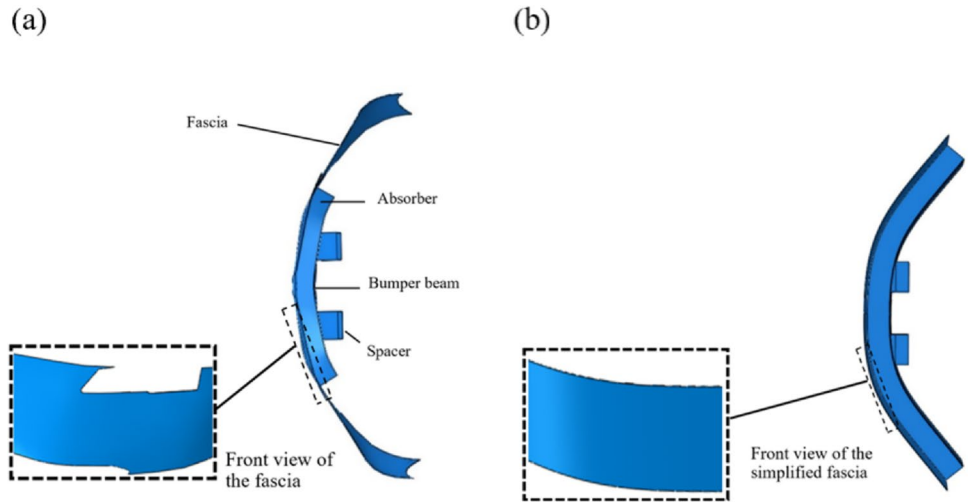 (a)
(b)
Fascia
Absorber
Bumper beam
Spacer
Front view of
the fascia
Front view of the
simplified fascia